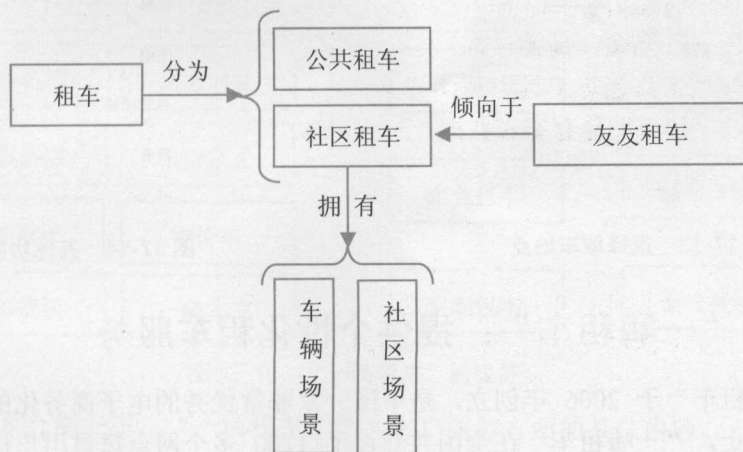 公共租车
租车
分为
社区租车
倾向于
友友租车
拥有
车辆场景
社区场景